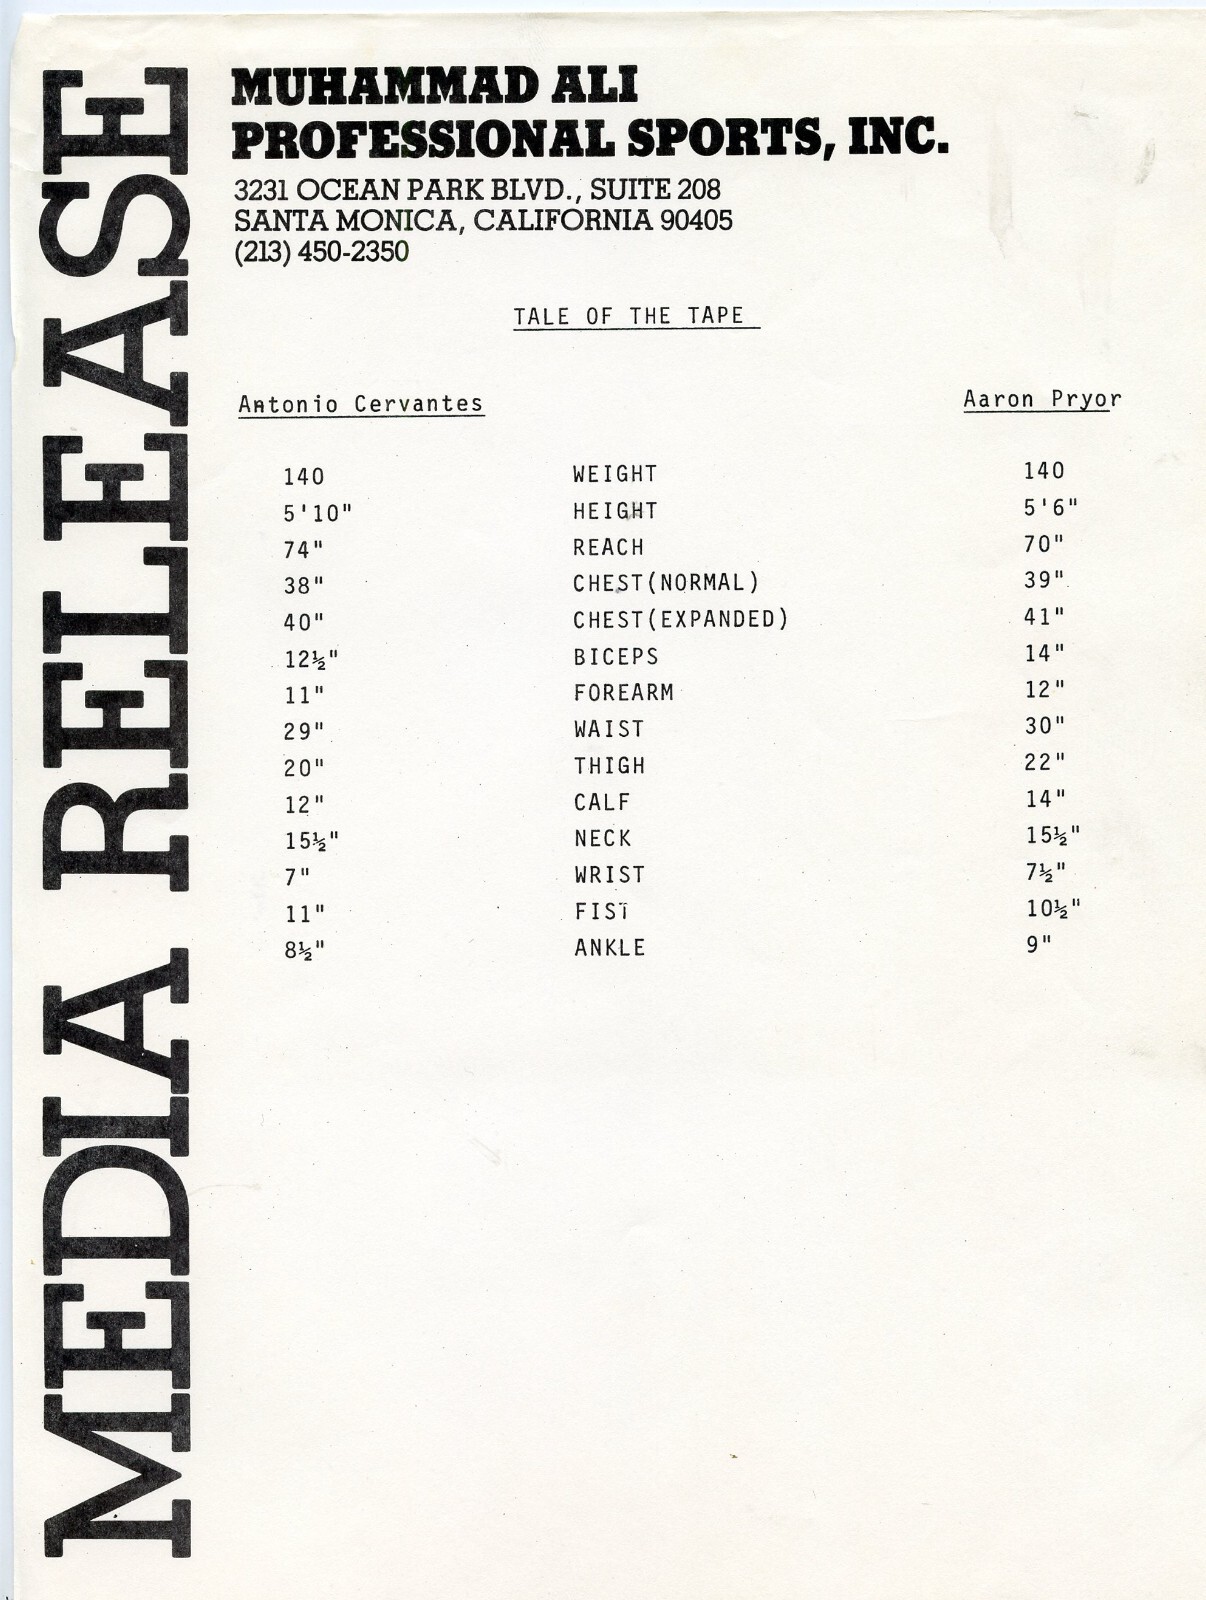 MEDIA RELEASE
MUHAMMAD ALI
PROFESSIONAL SPORTS, INC.
3231 OCEAN PARK BLVD., SUITE 208
SANTA MONICA, CALIFORNIA 90405
(213) 450-2350
TALE OF THE TAPE
Antonio Cervantes Aaron Pryor
140 WEIGHT 140
5'10" HEIGHT 5'6"
74" REACH 70"
38" CHEST(NORMAL) 39"
40" CHEST(EXPANDED) 41"
12½" BICEPS 14"
11" FOREARM 12"
29" WAIST 30"
20" THIGH 22"
12" CALF 14"
15½" NECK 15½"
7" WRIST 7½"
11" FIST 10½"
8½" ANKLE 9"